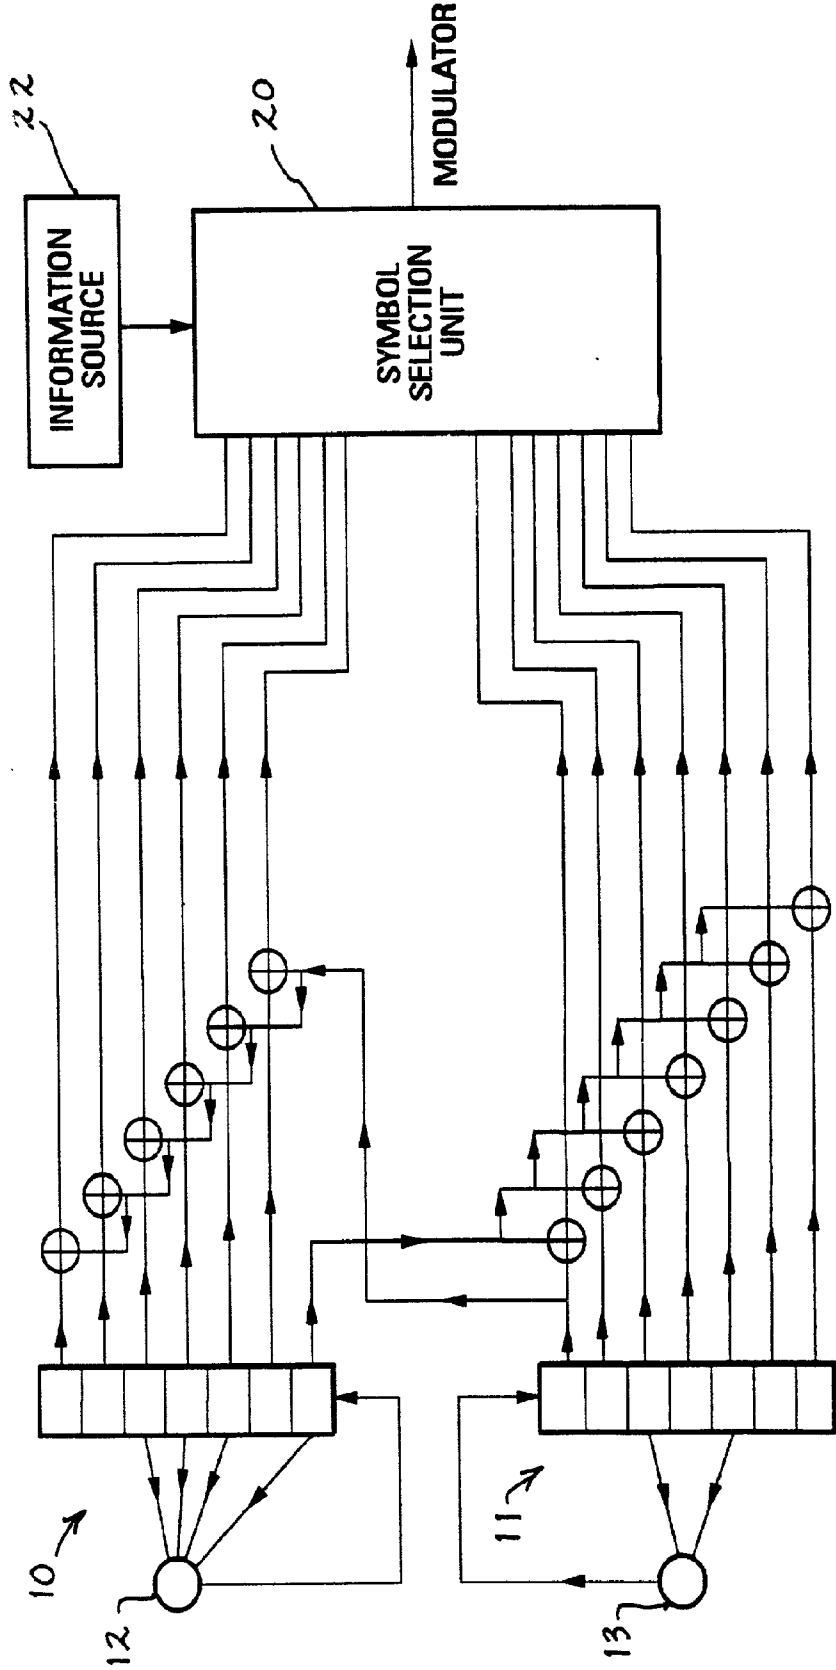 22
INFORMATION
SOURCE
20
SYMBOL
SELECTION
UNIT
MODULATOR
10
12
11
13